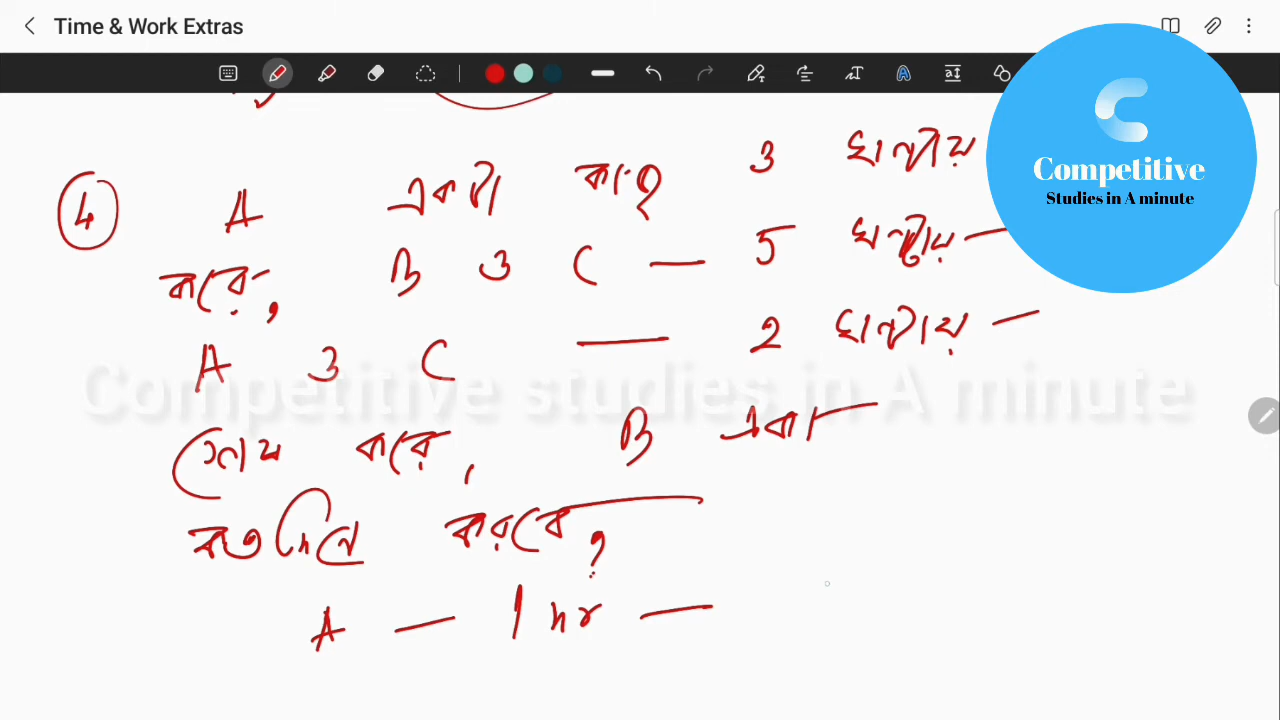 Time & Work Extras
Competitive
Studies in A minute
④ A একটা কাজ 3 ঘন্টায়
করে, B ও C — 5 ঘন্টায় —
A ও C — 2 ঘন্টায় —
Competitive studies in A minute
শেষ করে, B একা
কত দিনে করবে?
A — 1 hr —